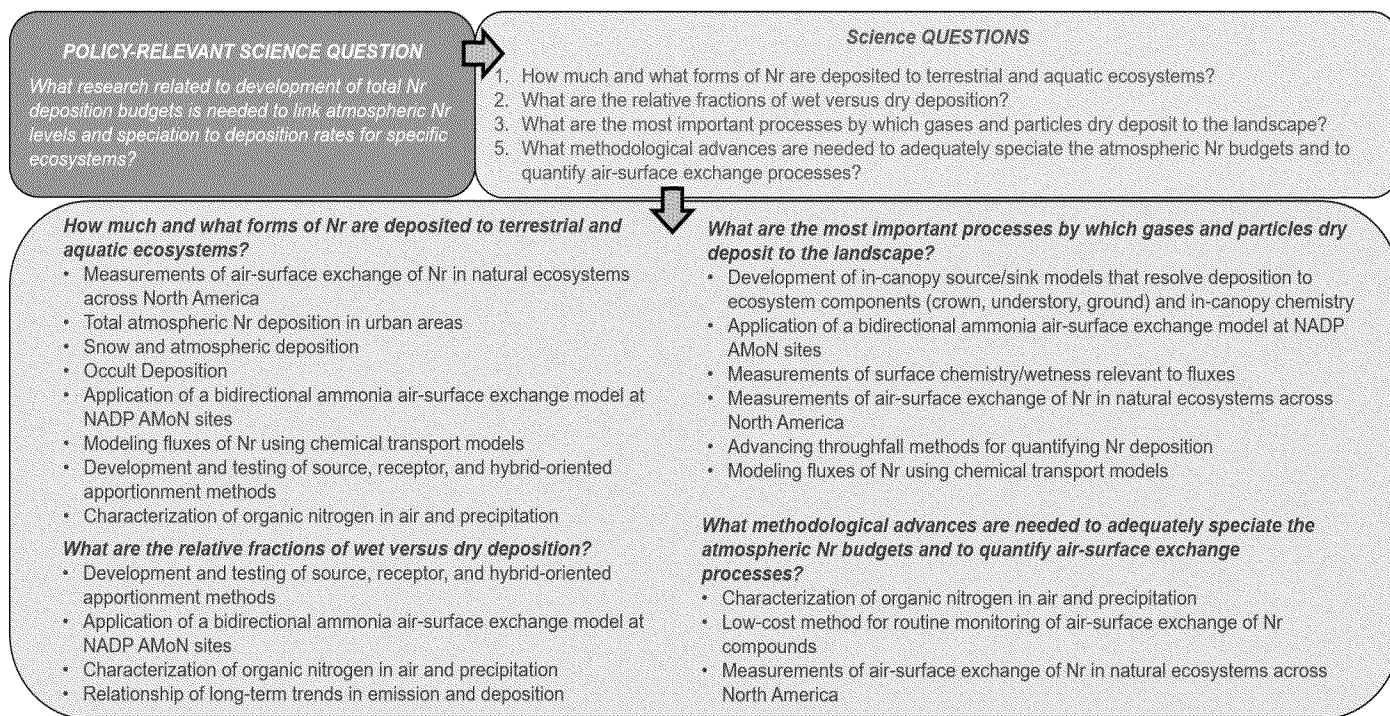 POLICY-RELEVANT SCIENCE QUESTION
What research related to development of total Nr
deposition budgets is needed to link atmospheric Nr
levels and speciation to deposition rates for specific
ecosystems?
Science QUESTIONS
1. How much and what forms of Nr are deposited to terrestrial and aquatic ecosystems?
2. What are the relative fractions of wet versus dry deposition?
3. What are the most important processes by which gases and particles dry deposit to the landscape?
5. What methodological advances are needed to adequately speciate the atmospheric Nr budgets and to
quantify air-surface exchange processes?
How much and what forms of Nr are deposited to terrestrial and
aquatic ecosystems?
• Measurements of air-surface exchange of Nr in natural ecosystems
across North America
• Total atmospheric Nr deposition in urban areas
• Snow and atmospheric deposition
• Occult Deposition
• Application of a bidirectional ammonia air-surface exchange model at
NADP AMoN sites
• Modeling fluxes of Nr using chemical transport models
• Development and testing of source, receptor, and hybrid-oriented
apportionment methods
• Characterization of organic nitrogen in air and precipitation
What are the relative fractions of wet versus dry deposition?
• Development and testing of source, receptor, and hybrid-oriented
apportionment methods
• Application of a bidirectional ammonia air-surface exchange model at
NADP AMoN sites
• Characterization of organic nitrogen in air and precipitation
• Relationship of long-term trends in emission and deposition
What are the most important processes by which gases and particles dry
deposit to the landscape?
• Development of in-canopy source/sink models that resolve deposition to
ecosystem components (crown, understory, ground) and in-canopy chemistry
• Application of a bidirectional ammonia air-surface exchange model at NADP
AMoN sites
• Measurements of surface chemistry/wetness relevant to fluxes
• Measurements of air-surface exchange of Nr in natural ecosystems across
North America
• Advancing throughfall methods for quantifying Nr deposition
• Modeling fluxes of Nr using chemical transport models
What methodological advances are needed to adequately speciate the
atmospheric Nr budgets and to quantify air-surface exchange
processes?
• Characterization of organic nitrogen in air and precipitation
• Low-cost method for routine monitoring of air-surface exchange of Nr
compounds
• Measurements of air-surface exchange of Nr in natural ecosystems across
North America